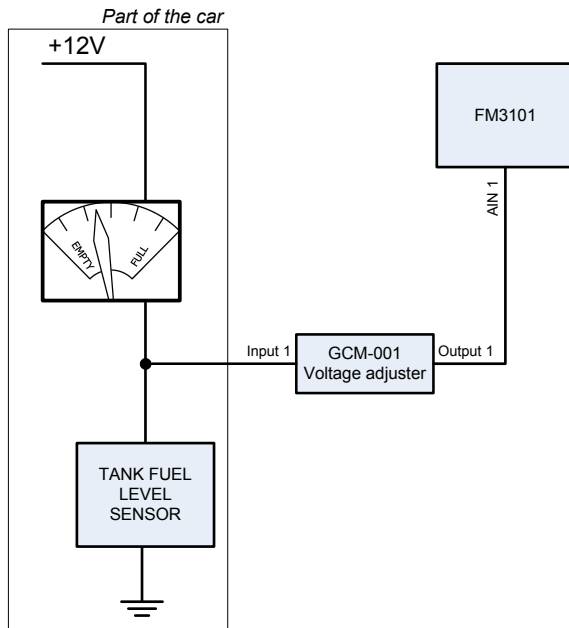 Part of the car
+12V
FM3101
AIN 1
EMPTY
FULL
Input 1
GCM-001
Voltage adjuster
Output 1
TANK FUEL
LEVEL
SENSOR